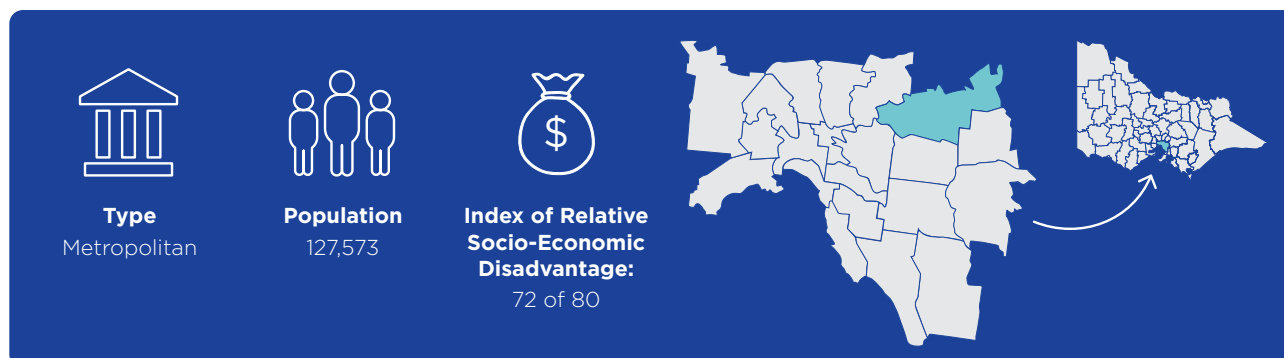 Type
Metropolitan
Population
127,573
$
Index of Relative
Socio-Economic
Disadvantage:
72 of 80